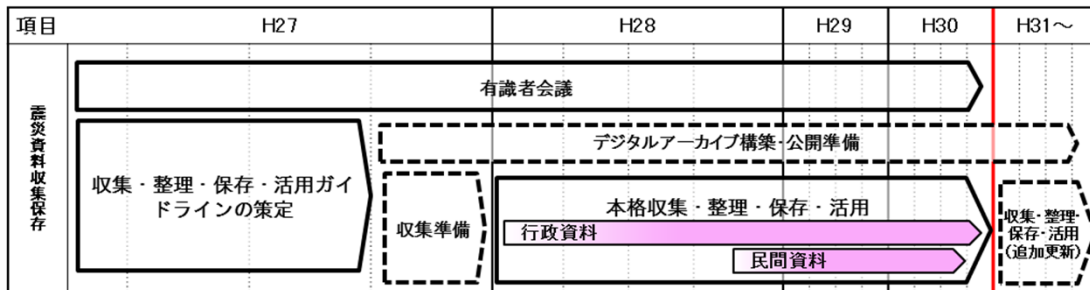 項目
H27
H28
H29
H30
H31～
震災資料収集保存
有識者会議
デジタルアーカイブ構築・公開準備
収集・整理・保存・活用ガイ
ドラインの策定
収集準備
本格収集・整理・保存・活用
行政資料
民間資料
収集・整理・
保存・活用
(追加更新)